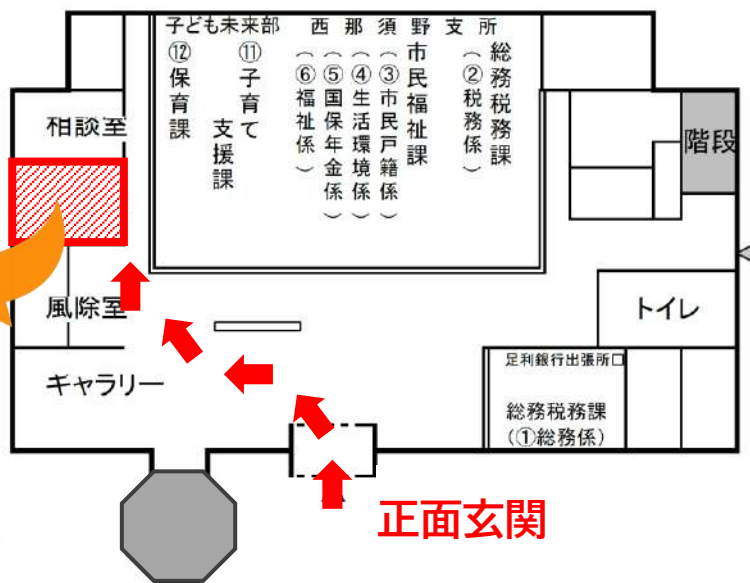 子ども未来部
⑫保育課
⑪子育て
支援課
西那須野支所
総務税務課
(②税務係)
市民福祉課
(③市民戸籍係)
(④生活環境係)
(⑤国保年金係)
(⑥福祉係)
相談室
階段
風除室
トイレ
ギャラリー
足利銀行出張所
総務税務課
(①総務係)
正面玄関